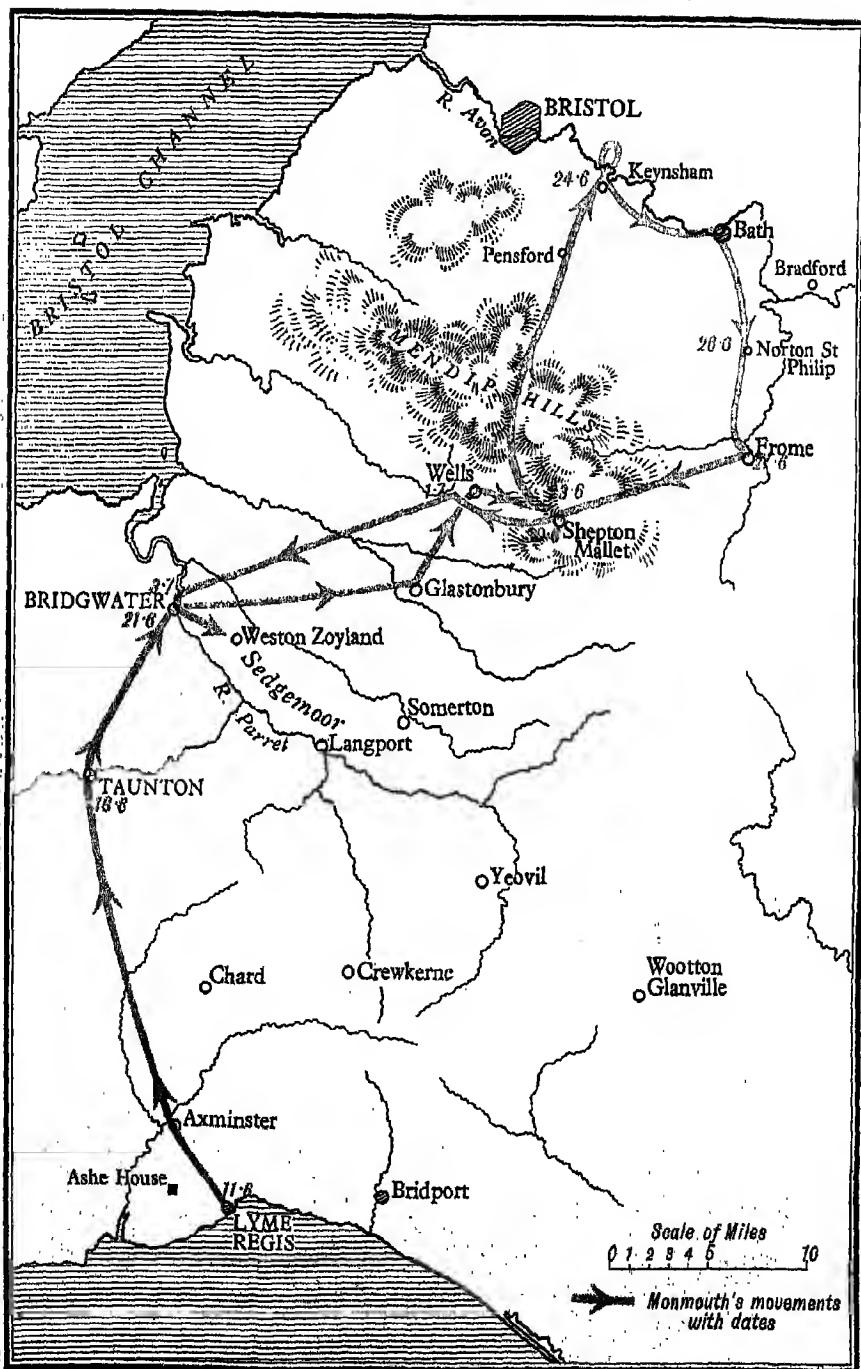 BRISTOL CHANNEL
R. Avon
BRISTOL
24·6
Keynsham
Bath
Pensford
Bradford
BRISTOL
26·6
Norton St
Philip
MENDIP HILLS
Frome
Wells
1·7
Shepton
Mallet
Glastonbury
BRIDGWATER
21·6
Weston Zoyland
Sedgemoor
R. Parret
Somerton
Langport
TAUNTON
18·6
Yeovil
Chard
Crewkerne
Wootton
Glanville
Axminster
Ashe House
11·6
LYME
REGIS
Bridport
Scale of Miles
0 1 2 3 4 5 10
Monmouth's movements
with dates